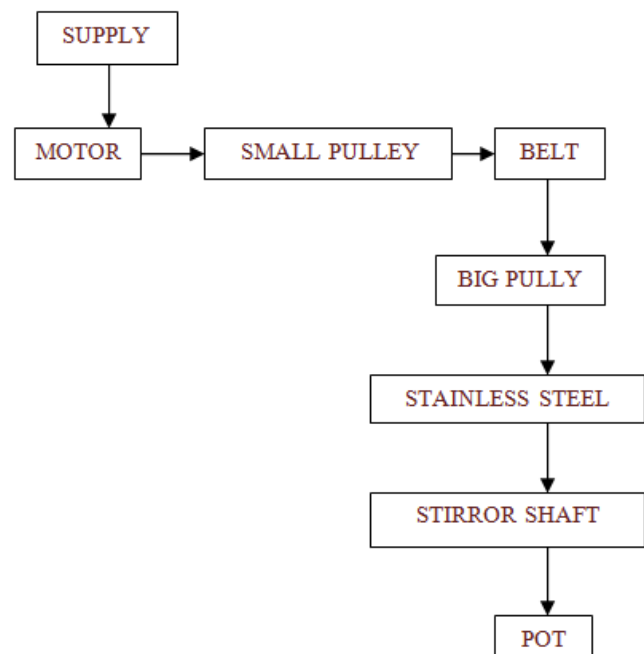 SUPPLY
MOTOR
SMALL PULLEY
BELT
BIG PULLY
STAINLESS STEEL
STIRROR SHAFT
POT